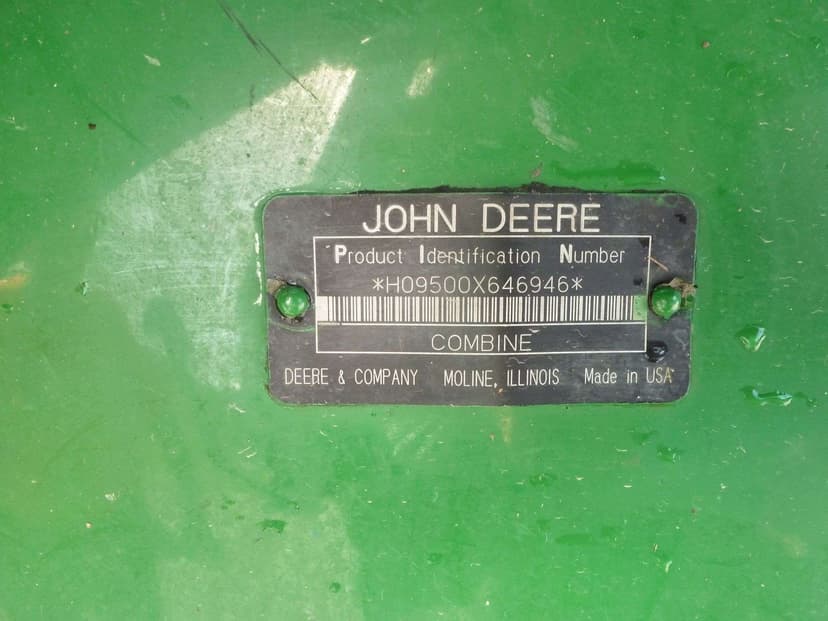 JOHN DEERE
Product Identification Number
*H09500X646946*
COMBINE
DEERE & COMPANY MOLINE, ILLINOIS Made in USA